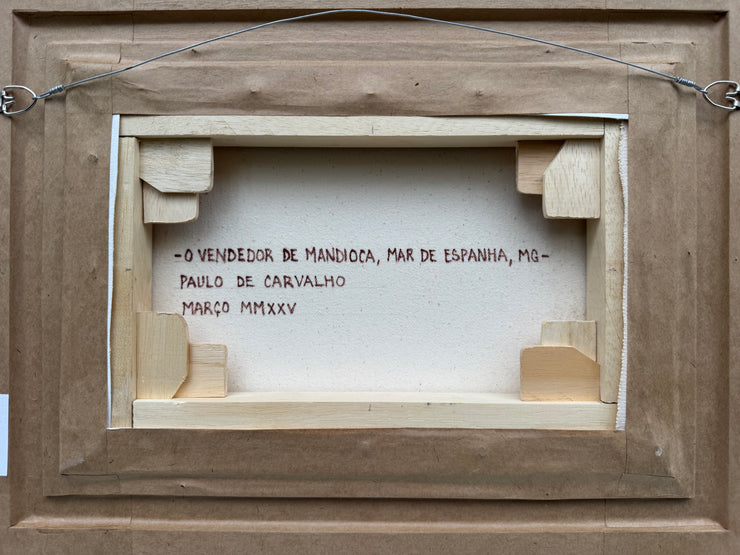 -O VENDEDOR DE MANDIOCA, MAR DE ESPANHA, MG-
PAULO DE CARVALHO
MARÇO MMXXV